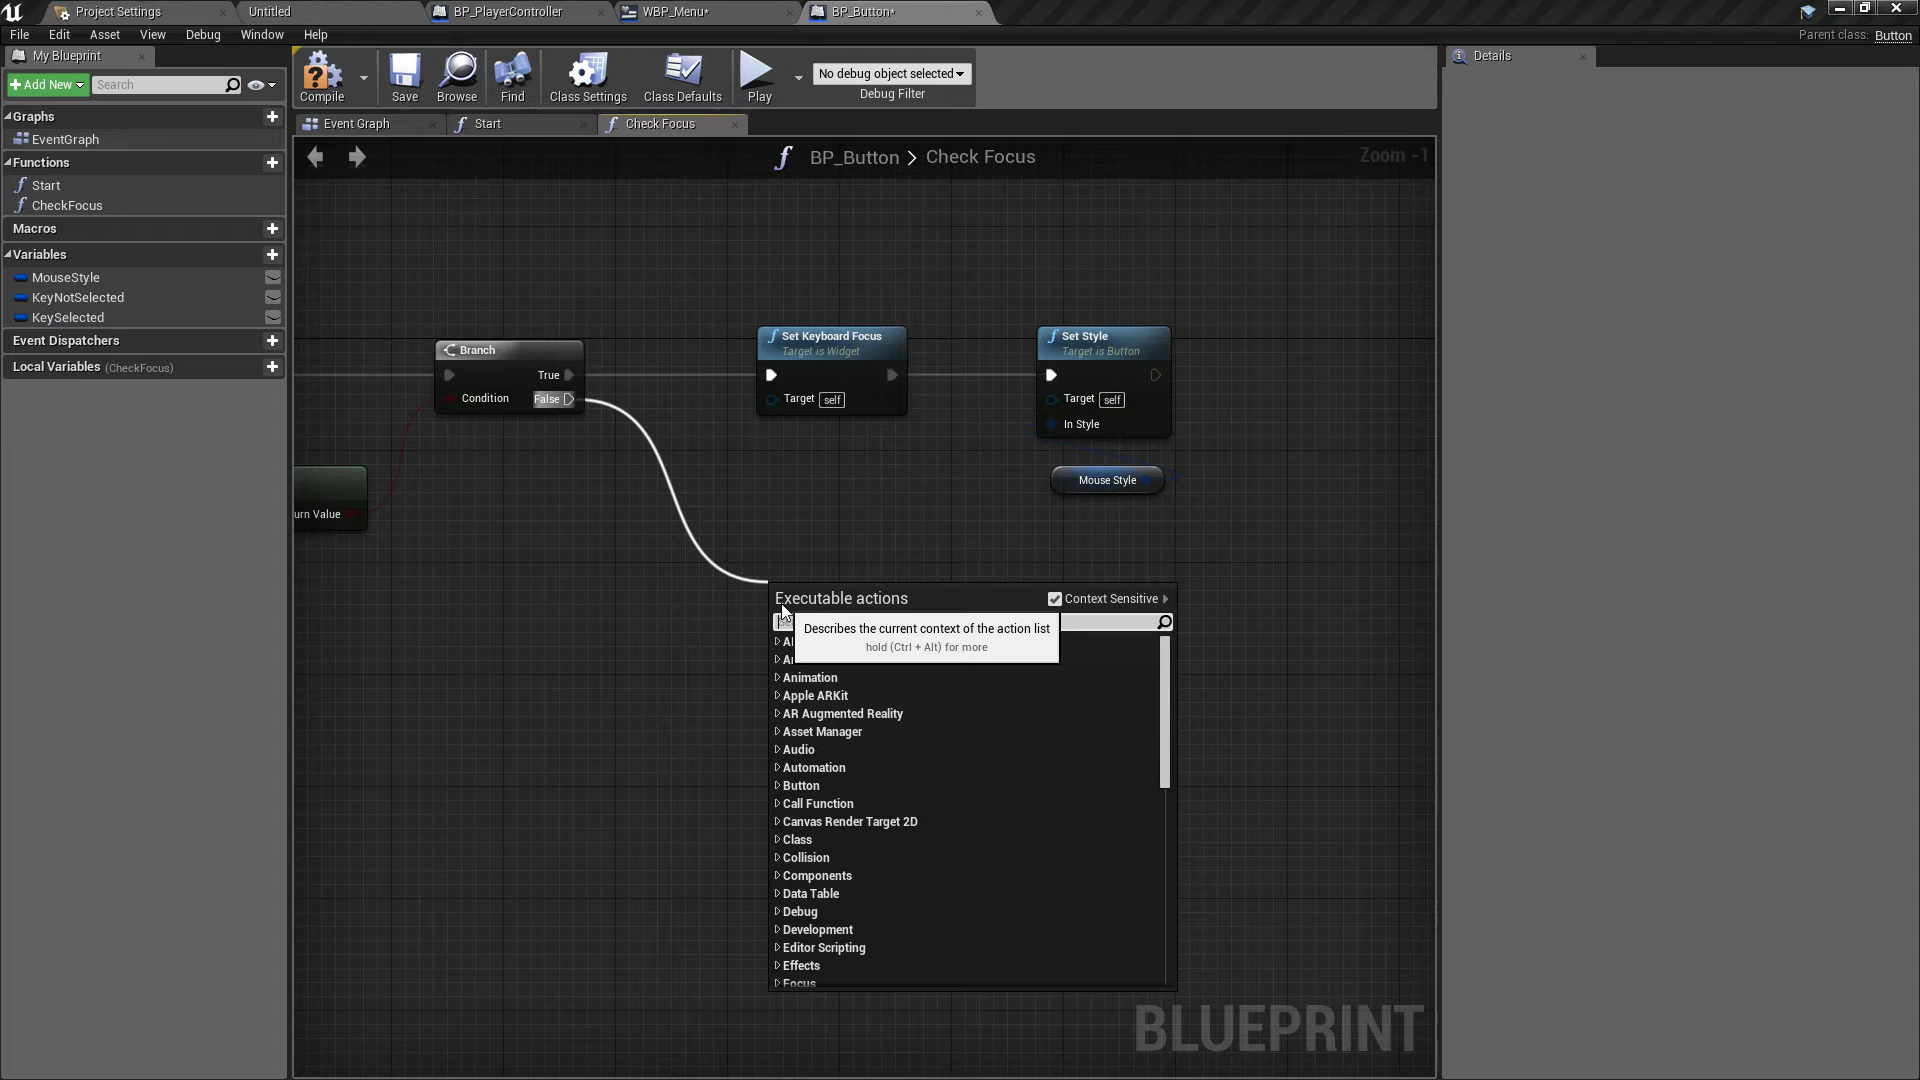 Project Settings
Untitled
BP_PlayerController
WBP_Menu*
BP_Button*
File Edit Asset View Debug Window Help
Parent class: Button
My Blueprint
Add New
Search
Compile
Save
Browse
Find
Class Settings
Class Defaults
Play
No debug object selected
Debug Filter
Details
Event Graph
Start
Check Focus
Graphs
EventGraph
Functions
Start
CheckFocus
Macros
Variables
MouseStyle
KeyNotSelected
KeySelected
Event Dispatchers
Local Variables (CheckFocus)
BP_Button > Check Focus
Zoom -1
Branch
True
Condition
False
urn Value
Set Keyboard Focus
Target is Widget
Target self
Set Style
Target is Button
Target self
In Style
Mouse Style
Executable actions
Context Sensitive
Describes the current context of the action list
hold (Ctrl + Alt) for more
Animation
Apple ARKit
AR Augmented Reality
Asset Manager
Audio
Automation
Button
Call Function
Canvas Render Target 2D
Class
Collision
Components
Data Table
Debug
Development
Editor Scripting
Effects
Focus
BLUEPRINT